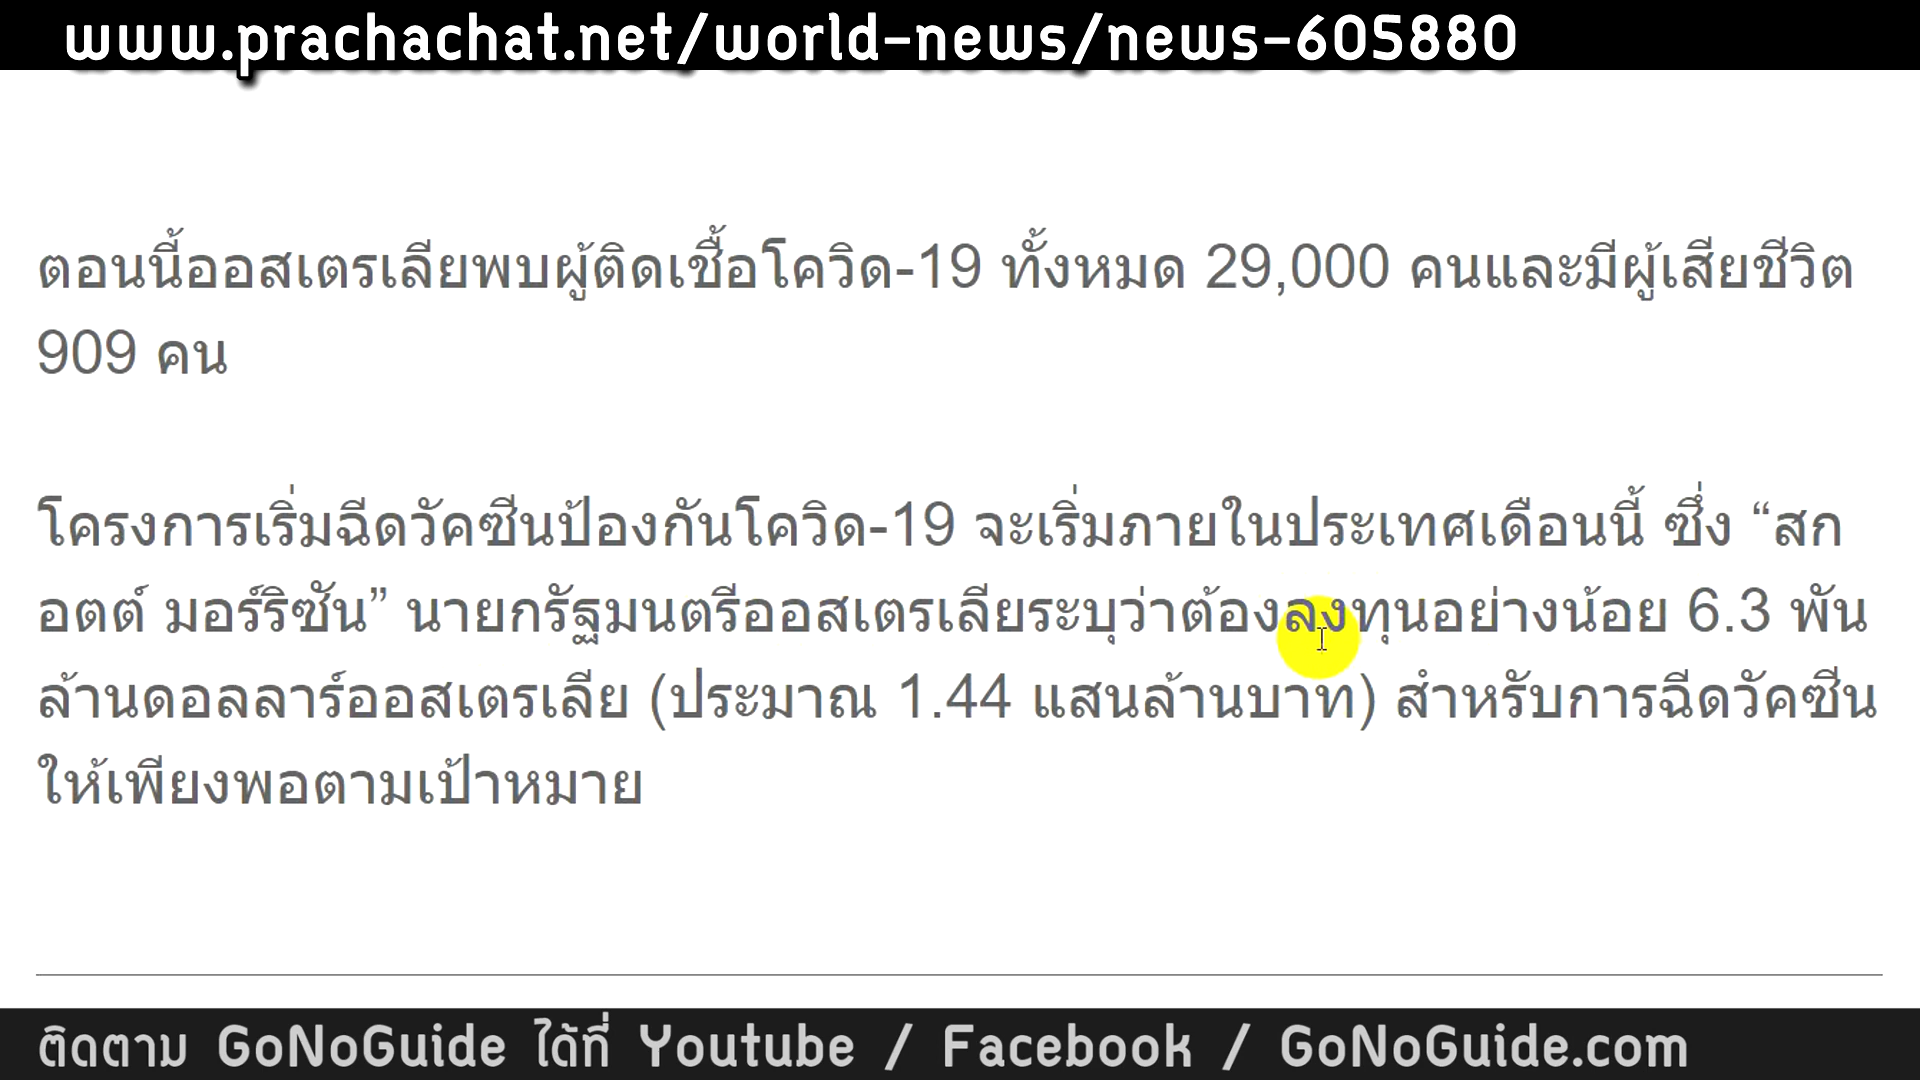 www.prachachat.net/world-news/news-605880
ตอนนี้ออสเตรเลียพบผู้ติดเชื้อโควิด-19 ทั้งหมด 29,000 คนและมีผู้เสียชีวิต
909 คน
โครงการเริ่มฉีดวัคซีนป้องกันโควิด-19 จะเริ่มภายในประเทศเดือนนี้ ซึ่ง “สก
อตต์ มอร์ริซัน” นายกรัฐมนตรีออสเตรเลียระบุว่าต้องลงทุนอย่างน้อย 6.3 พัน
ล้านดอลลาร์ออสเตรเลีย (ประมาณ 1.44 แสนล้านบาท) สำหรับการฉีดวัคซีน
ให้เพียงพอตามเป้าหมาย
ติดตาม GoNoGuide ได้ที่ Youtube / Facebook / GoNoGuide.com